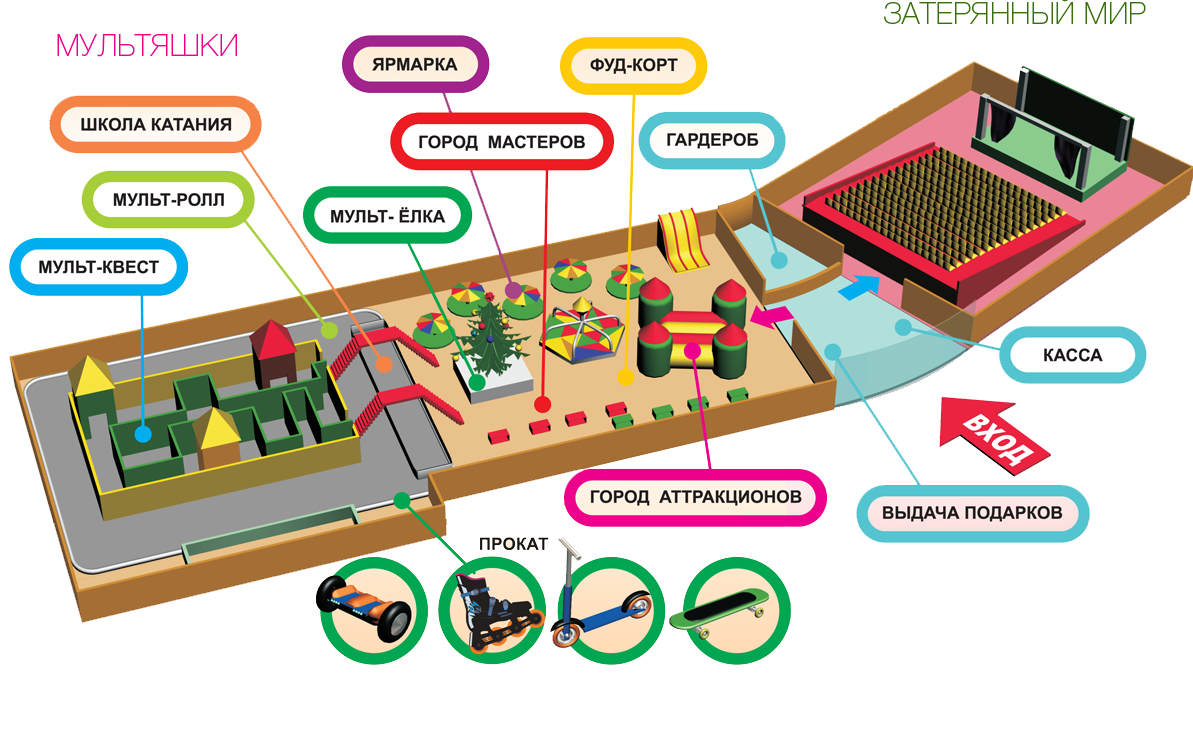 ЗАТЕРЯННЫЙ МИР
МУЛЬТЯШКИ
ЯРМАРКА
ФУД-КОРТ
ШКОЛА КАТАНИЯ
ГОРОД МАСТЕРОВ
ГАРДЕРОБ
МУЛЬТ-РОЛЛ
МУЛЬТ- ЁЛКА
МУЛЬТ-КВЕСТ
КАССА
ВХОД
ГОРОД АТТРАКЦИОНОВ
ВЫДАЧА ПОДАРКОВ
ПРОКАТ